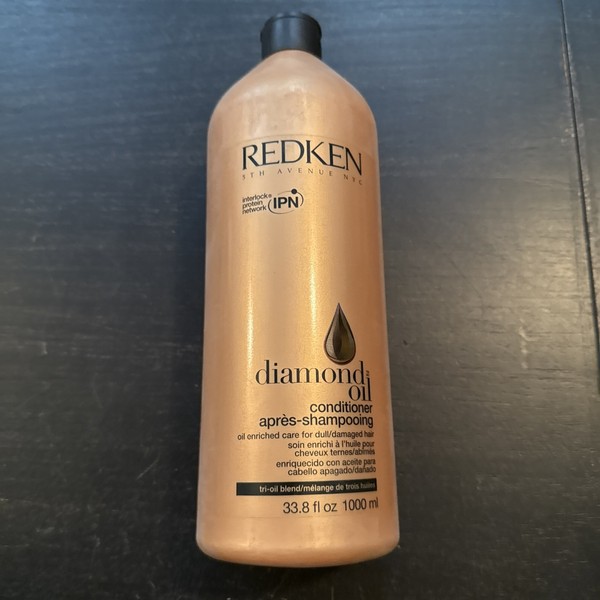 REDKEN
5TH AVENUE NYC
interlock®
protein
network
IPN
diamond
oil
conditioner
après-shampooing
oil enriched care for dull/damaged hair
soin enrichi à l'huile pour
cheveux ternes/abîmés
enriquecido con aceite para
cabello apagado/dañado
tri-oil blend/mélange de trois huiles
33.8 fl oz 1000 ml